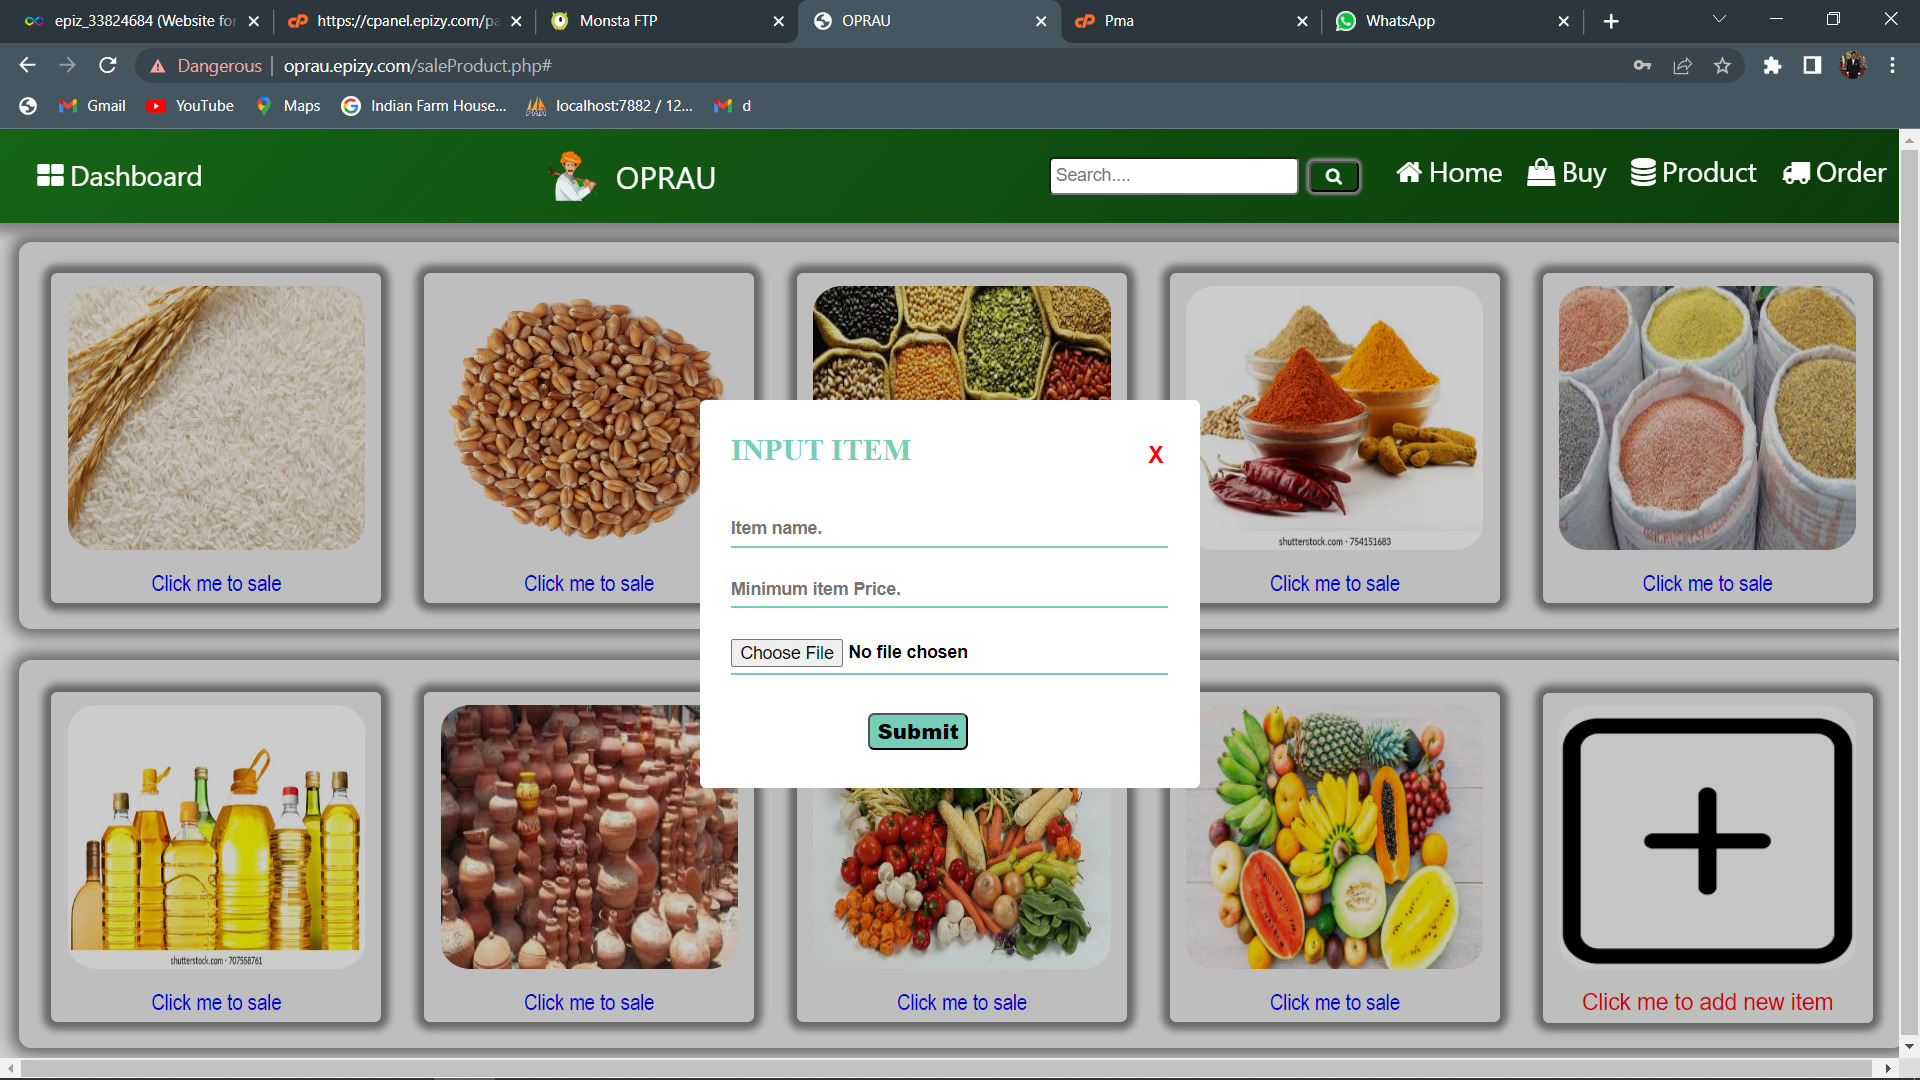 epiz_33824684 (Website for
https://cpanel.epizy.com/pa
Monsta FTP
OPRAU
Pma
WhatsApp
Dangerous
oprau.epizy.com/saleProduct.php#
Gmail
YouTube
Maps
Indian Farm House...
localhost:7882 / 12...
d
Dashboard
OPRAU
Search....
Home
Buy
Product
Order
shutterstock.com · 754151683
Click me to sale
Click me to sale
Click me to sale
Click me to sale
INPUT ITEM
X
Item name.
Minimum item Price.
Choose File No file chosen
Submit
shutterstock.com · 707558761
Click me to sale
Click me to sale
Click me to sale
Click me to sale
Click me to add new item